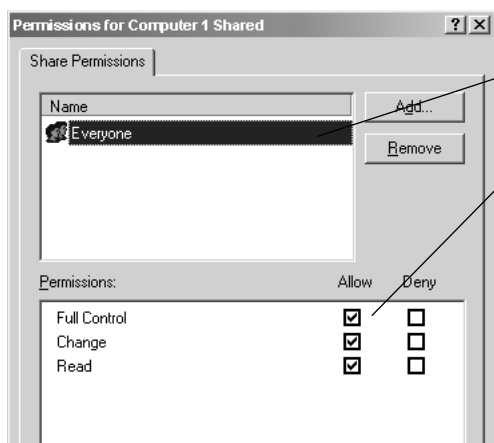 Permissions for Computer 1 Shared
Share Permissions
Name
Add...
Everyone
Remove
Permissions: Allow Deny
Full Control
Change
Read